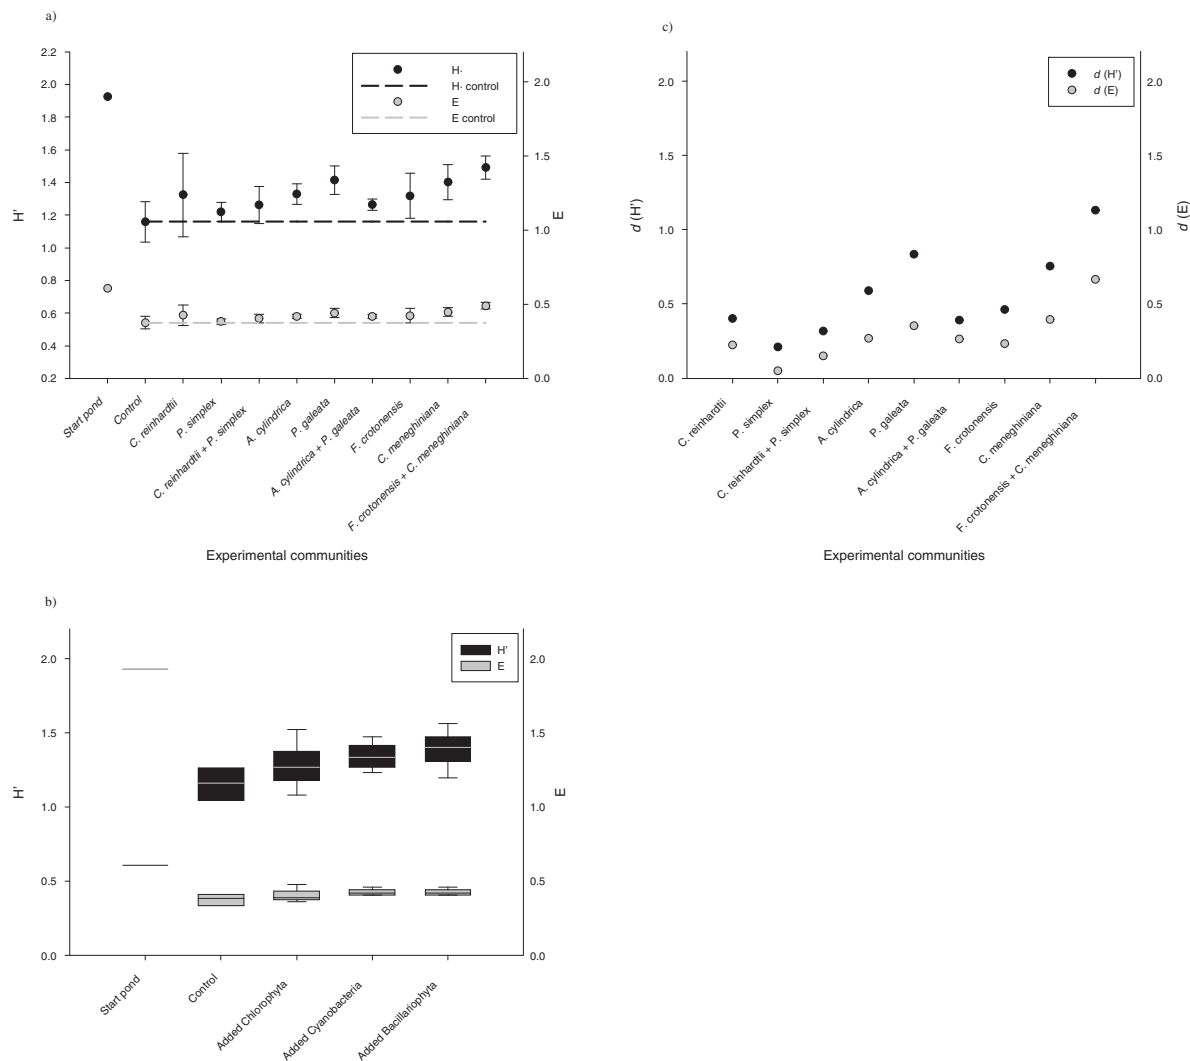 a)
2.2
2.0
1.8
1.6
1.4
1.2
1.0
0.8
0.6
0.4
0.2
H'
2.0
1.5
1.0
0.5
0.0
E
H·
H· control
E
E control
Start pond
Control
C. reinhardtii
P. simplex
C. reinhardtii + P. simplex
A. cylindrica
P. galeata
A. cylindrica + P. galeata
F. crotonensis
C. meneghiniana
F. crotonensis + C. meneghiniana
Experimental communities
c)
2.0
1.5
1.0
0.5
0.0
d (H')
2.0
1.5
1.0
0.5
0.0
d (E)
d (H')
d (E)
C. reinhardtii
P. simplex
C. reinhardtii + P. simplex
A. cylindrica
P. galeata
A. cylindrica + P. galeata
F. crotonensis
C. meneghiniana
F. crotonensis + C. meneghiniana
Experimental communities
b)
2.0
1.5
1.0
0.5
0.0
H'
2.0
1.5
1.0
0.5
0.0
E
H'
E
Start pond
Control
Added Chlorophyta
Added Cyanobacteria
Added Bacillariophyta